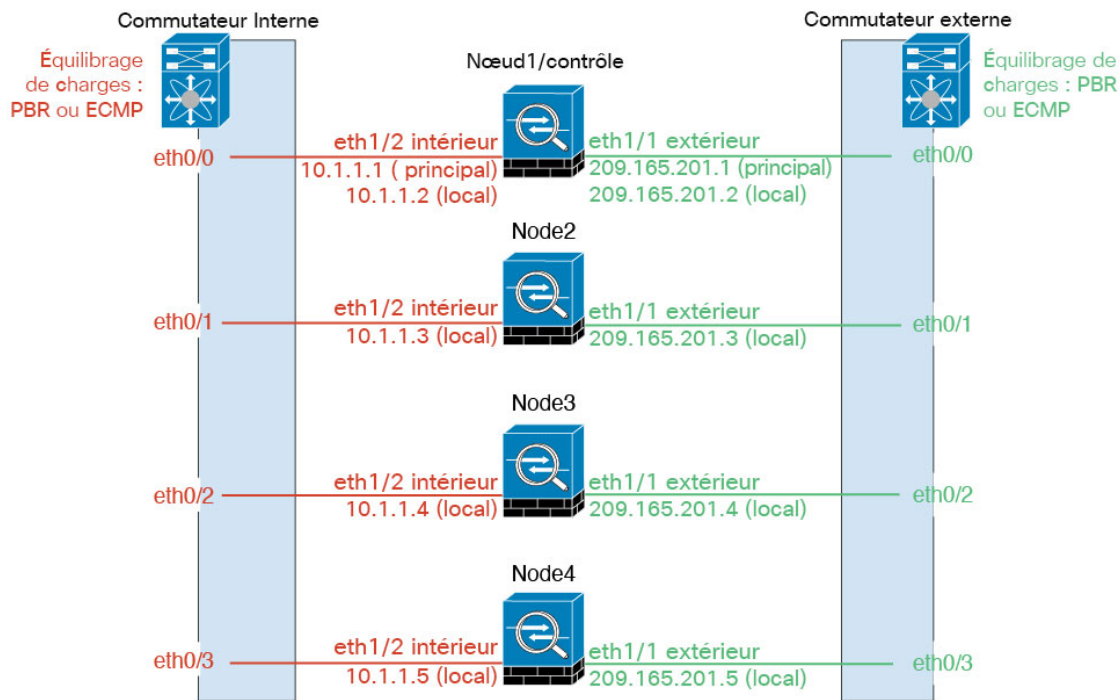 Commutateur Interne
Commutateur externe
Équilibrage
de charges :
PBR ou ECMP
Nœud1/contrôle
Équilibrage de
charges : PBR
ou ECMP
eth0/0
eth1/2 intérieur
10.1.1.1 ( principal)
10.1.1.2 (local)
eth1/1 extérieur
209.165.201.1 (principal)
209.165.201.2 (local)
eth0/0
Node2
eth0/1
eth1/2 intérieur
10.1.1.3 (local)
eth1/1 extérieur
209.165.201.3 (local)
eth0/1
Node3
eth0/2
eth1/2 intérieur
10.1.1.4 (local)
eth1/1 extérieur
209.165.201.4 (local)
eth0/2
Node4
eth0/3
eth1/2 intérieur
10.1.1.5 (local)
eth1/1 extérieur
209.165.201.5 (local)
eth0/3